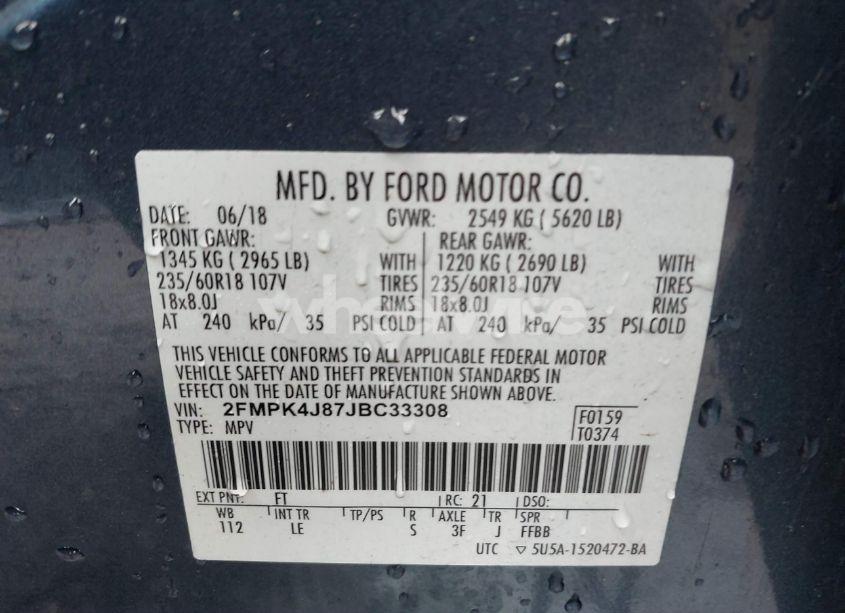 MFD. BY FORD MOTOR CO.
DATE: 06/18 GVWR: 2549 KG ( 5620 LB)
FRONT GAWR: REAR GAWR:
1345 KG ( 2965 LB) WITH 1220 KG ( 2690 LB) WITH
235/60R18 107V TIRES 235/60R18 107V TIRES
18x8.0J RIMS 18x8.0J RIMS
AT 240 kPa/ 35 PSI COLD AT 240 kPa/ 35 PSI COLD
THIS VEHICLE CONFORMS TO ALL APPLICABLE FEDERAL MOTOR
VEHICLE SAFETY AND THEFT PREVENTION STANDARDS IN
EFFECT ON THE DATE OF MANUFACTURE SHOWN ABOVE.
VIN: 2FMPK4J87JBC33308 F0159
TYPE: MPV T0374
EXT PNT: FT RC: 21 DSO:
WB INT TR TP/PS R AXLE TR SPR
112 LE S 3F J FFBB
UTC ▽ 5U5A-1520472-BA